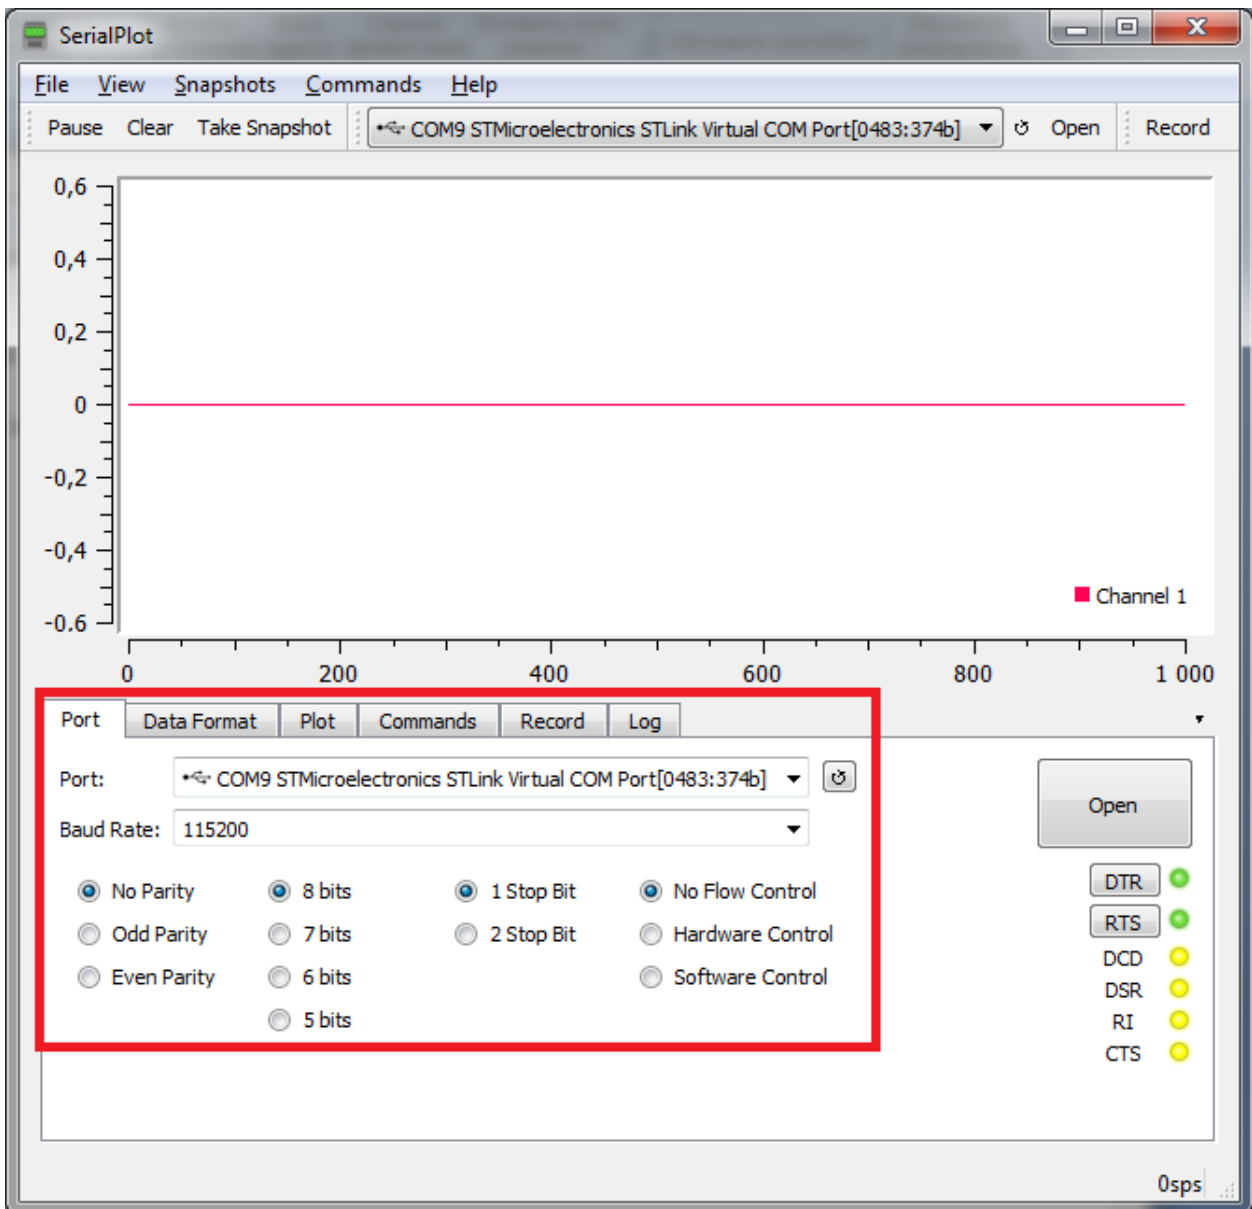 SerialPlot
File View Snapshots Commands Help
Pause Clear Take Snapshot COM9 STMicroelectronics STLink Virtual COM Port[0483:374b] Open Record
0,6
0,4
0,2
0
-0,2
-0,4
-0.6
Channel 1
0 200 400 600 800 1 000
Port Data Format Plot Commands Record Log
Port: COM9 STMicroelectronics STLink Virtual COM Port[0483:374b]
Baud Rate: 115200
Open
No Parity 8 bits 1 Stop Bit No Flow Control
Odd Parity 7 bits 2 Stop Bit Hardware Control
Even Parity 6 bits Software Control
5 bits
DTR
RTS
DCD
DSR
RI
CTS
0sps